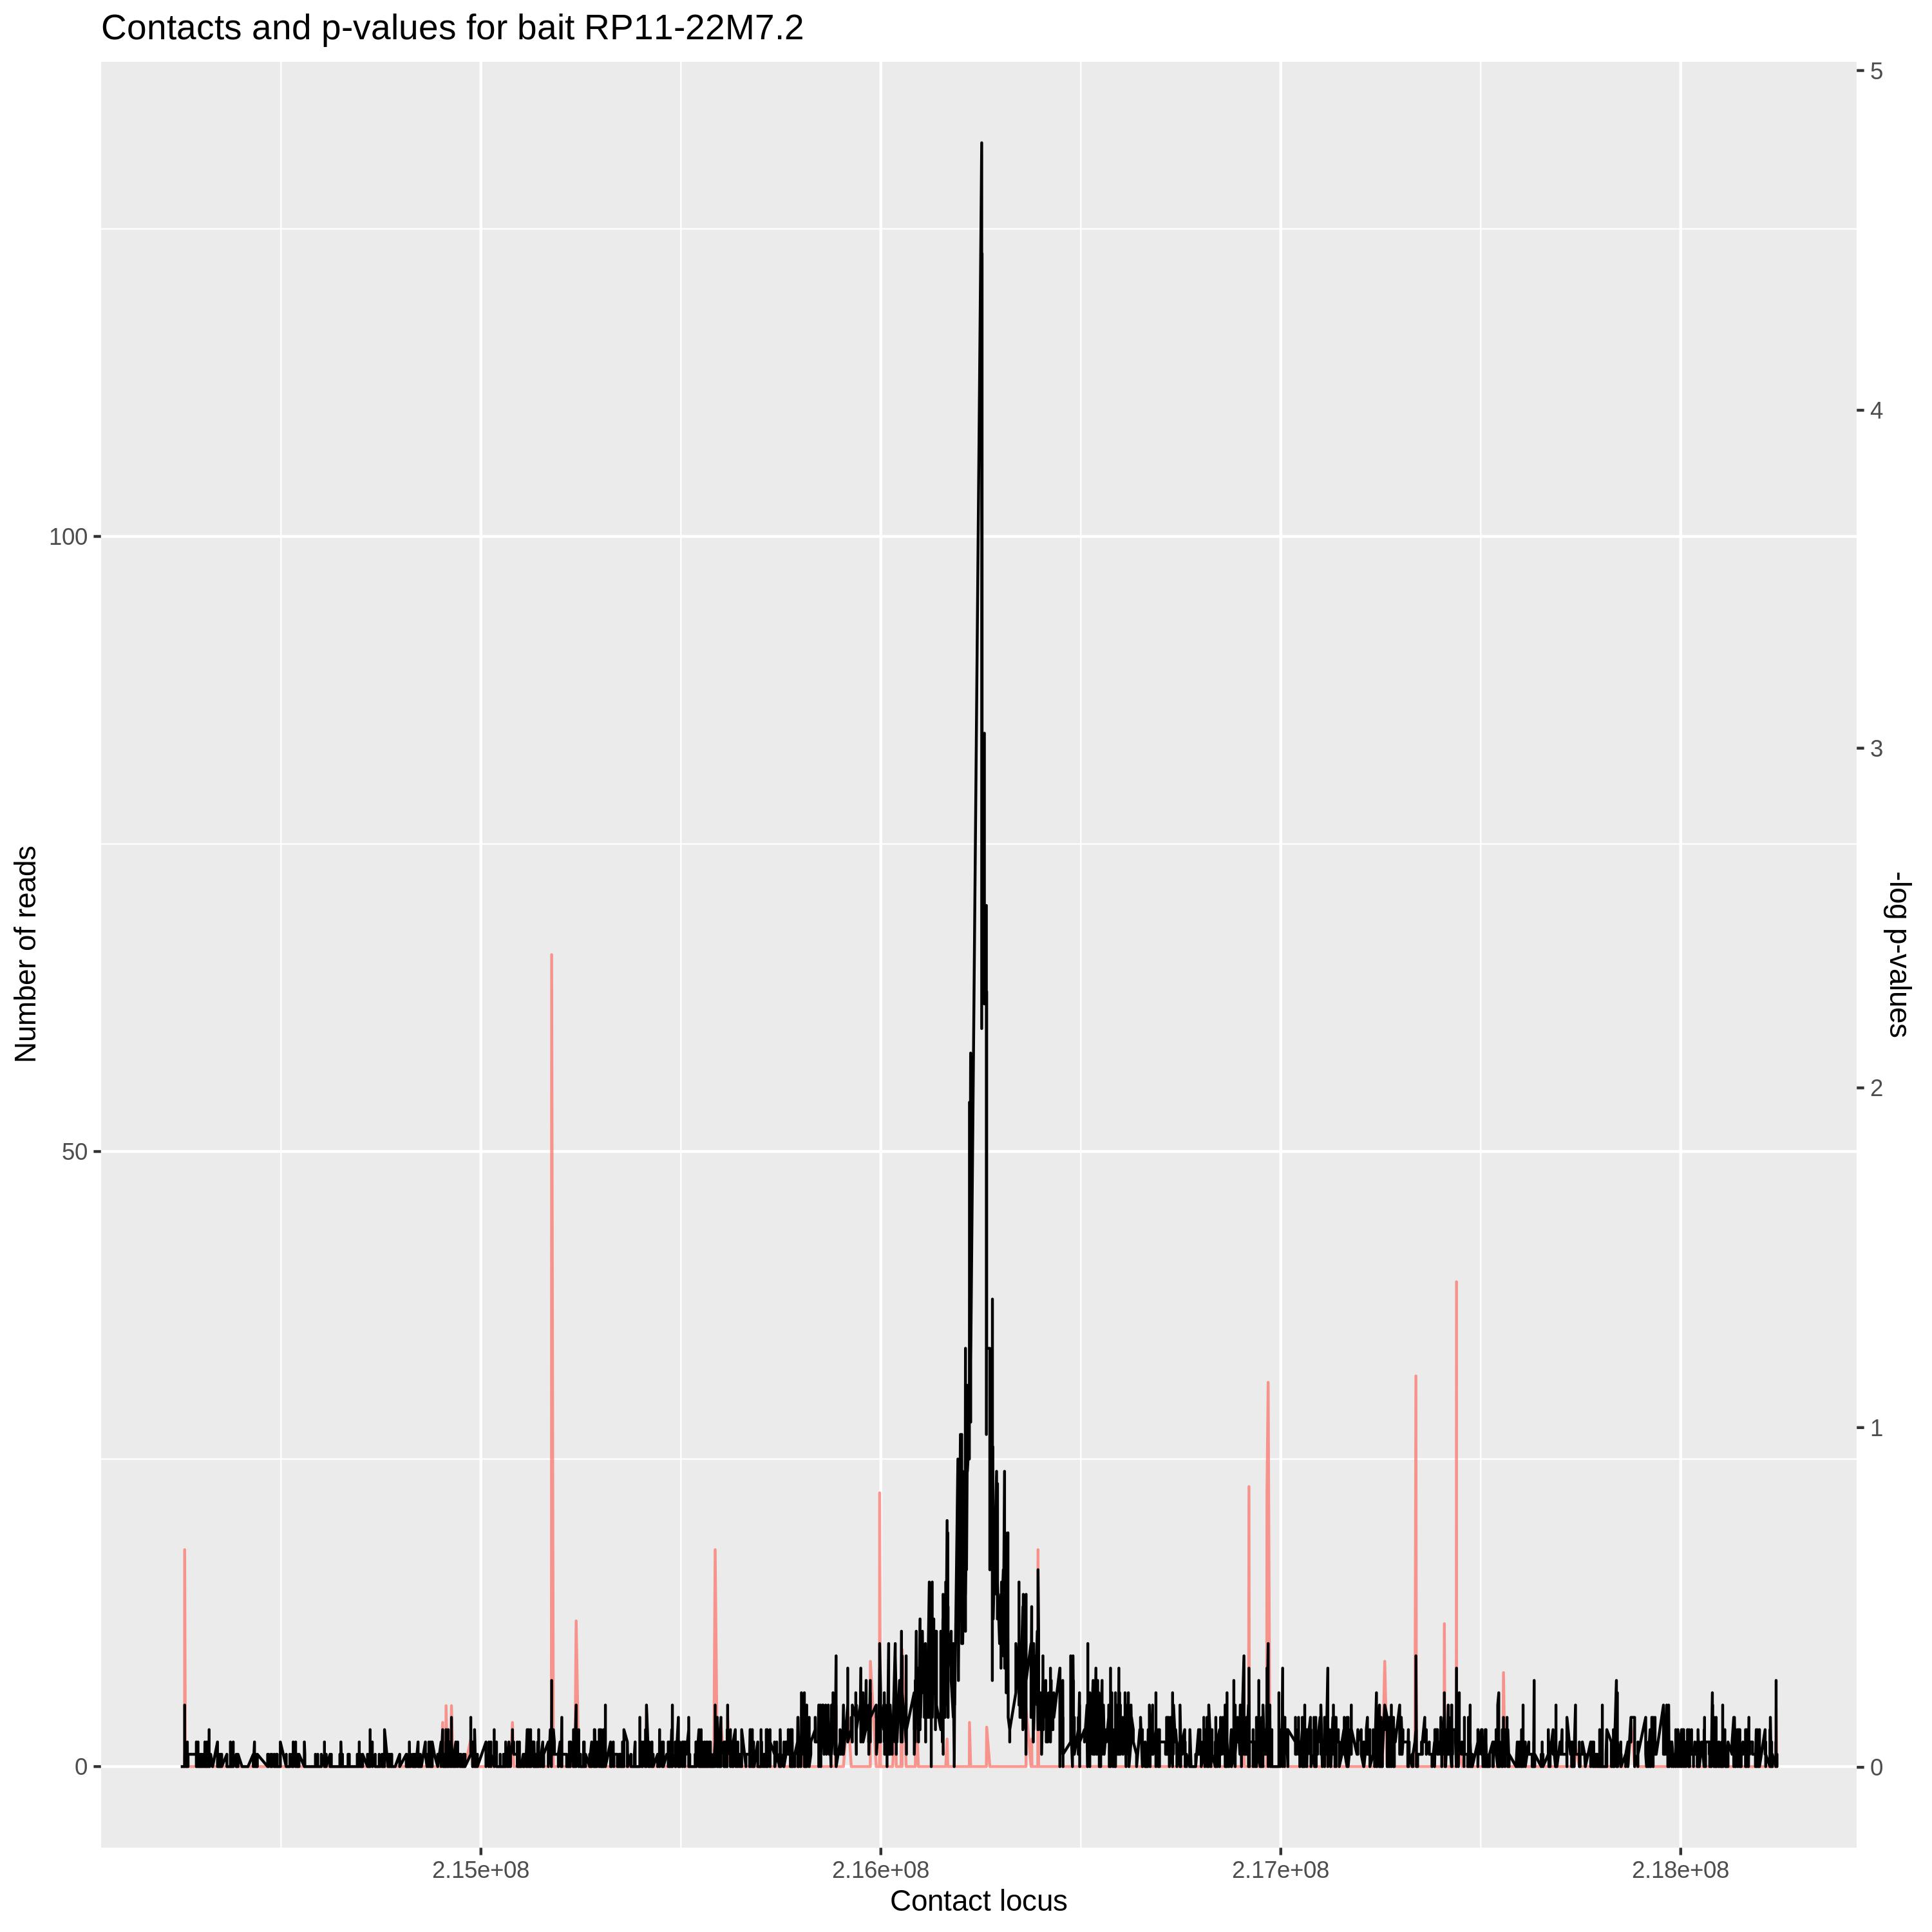 Contacts and p-values for bait RP11-22M7.2
Number of reads
100
50
0
5
4
3
2
1
0
-log p-values
2.15e+08 2.16e+08 2.17e+08 2.18e+08
Contact locus